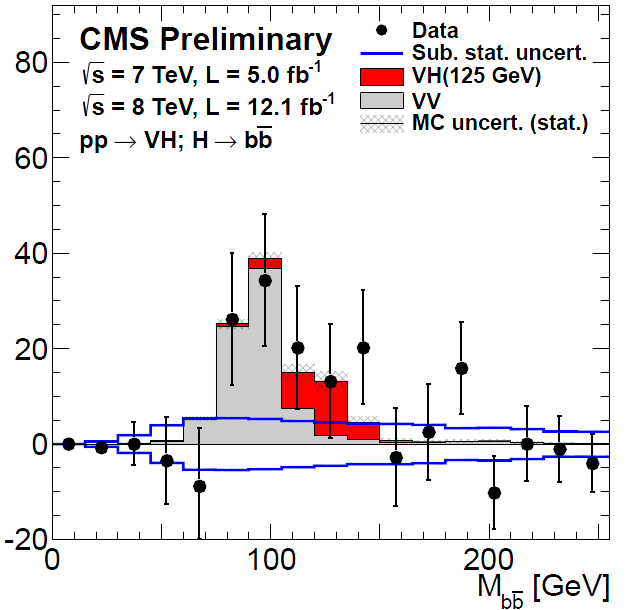 CMS Preliminary
√s = 7 TeV, L = 5.0 fb⁻¹
√s = 8 TeV, L = 12.1 fb⁻¹
pp → VH; H → bb̅
Data
Sub. stat. uncert.
VH(125 GeV)
VV
MC uncert. (stat.)
80
60
40
20
0
-20
0
100
200
M_bb̅ [GeV]